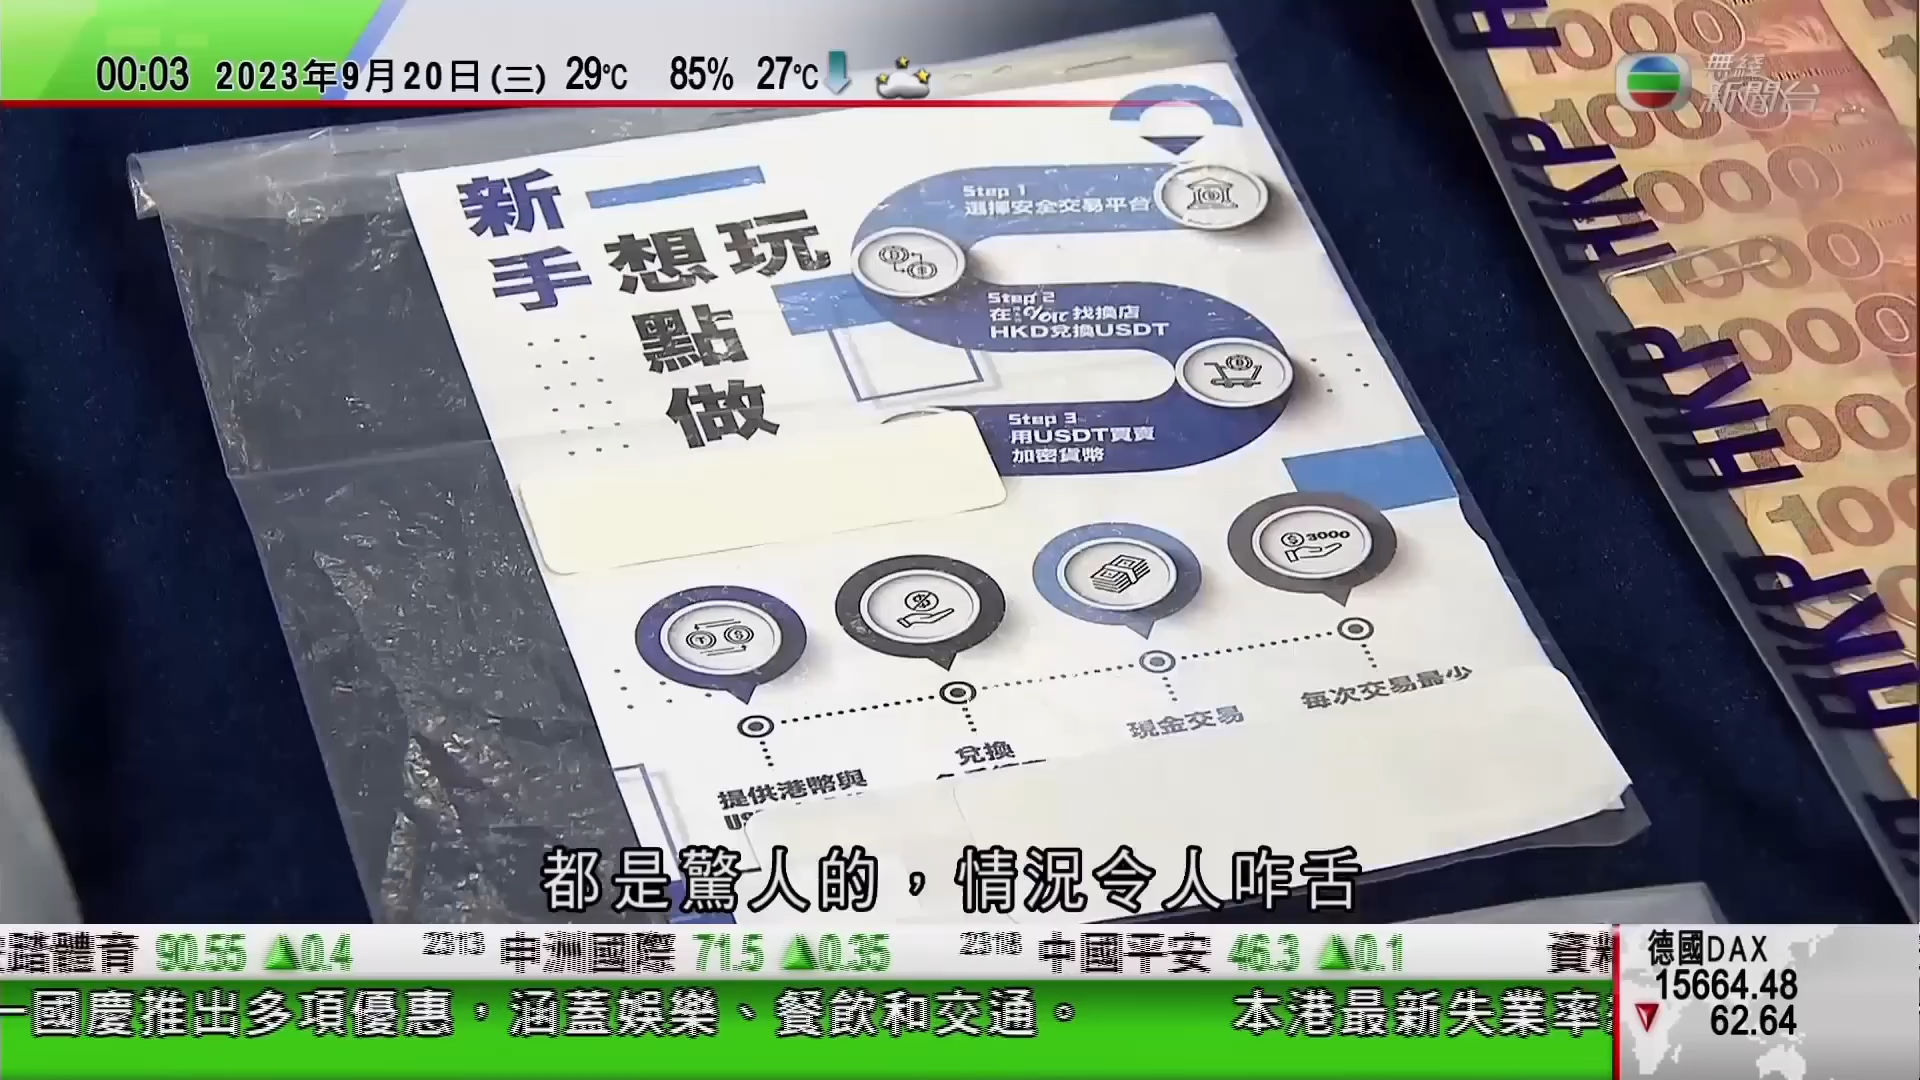 00:03 2023年9月20日(三) 29℃ 85% 27℃
無綫新聞台
新手
想玩
點做
Step 1
選擇安全交易平台
Step 2
找換店
HKD兌換USDT
Step 3
用USDT買賣
加密貨幣
3000
提供港幣與
兌換
現金交易
每次交易最少
HKP
HKP
HKP
1000
1000
1000
都是驚人的，情況令人咋舌
踏體育 90.55 ▲0.4 2313 申洲國際 71.5 ▲0.35 2318 中國平安 46.3 ▲0.1
一國慶推出多項優惠，涵蓋娛樂、餐飲和交通。 本港最新失業率
德國DAX
15664.48
▼ 62.64